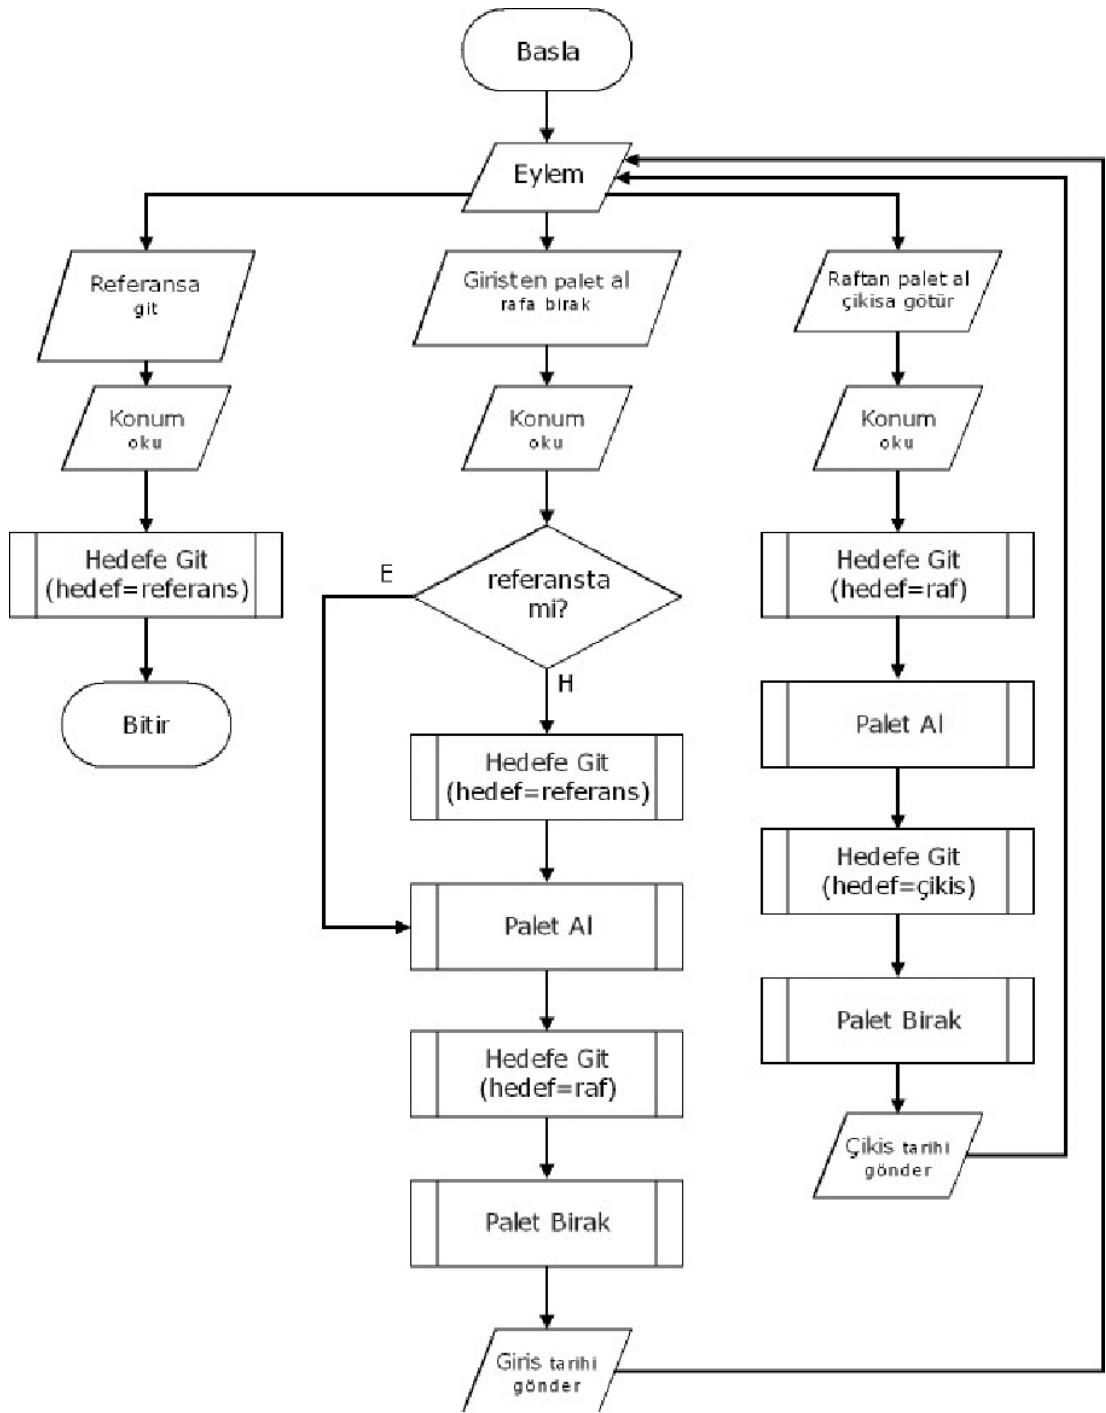 Basla
Eylem
Referansa
git
Konum
oku
Hedefe Git
(hedef=referans)
Bitir
Giristen palet al
rafa birak
Konum
oku
referansta
mi?
E
H
Hedefe Git
(hedef=referans)
Palet Al
Hedefe Git
(hedef=raf)
Palet Birak
Giris tarihi
gönder
Raftan palet al
çikisa götür
Konum
oku
Hedefe Git
(hedef=raf)
Palet Al
Hedefe Git
(hedef=çikis)
Palet Birak
Çikis tarihi
gönder